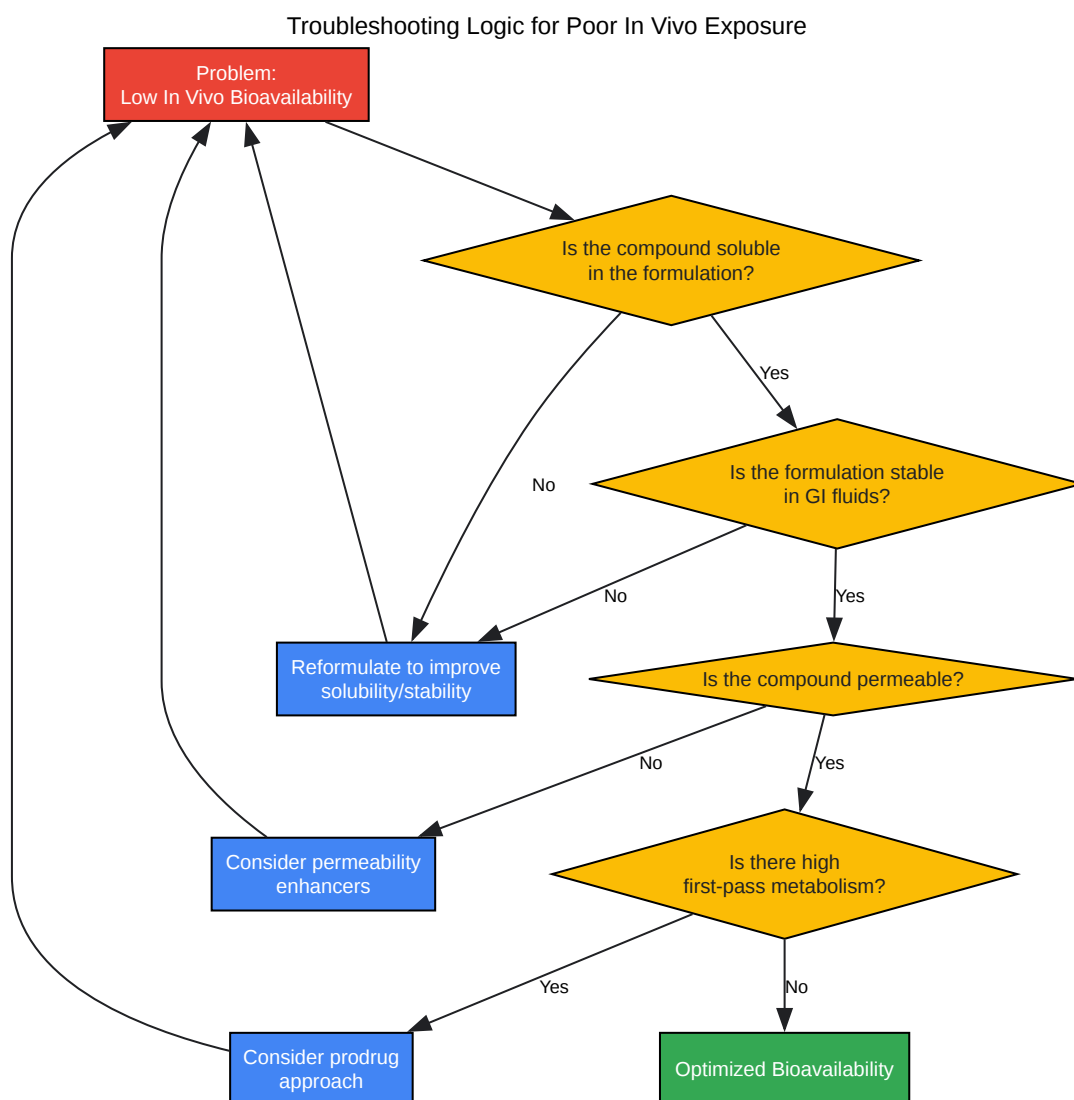 Troubleshooting Logic for Poor In Vivo Exposure
Problem:
Low In Vivo Bioavailability
Is the compound soluble
in the formulation?
Yes
No
Is the formulation stable
in GI fluids?
No
Yes
Reformulate to improve
solubility/stability
Is the compound permeable?
No
Yes
Consider permeability
enhancers
Is there high
first-pass metabolism?
Yes
No
Consider prodrug
approach
Optimized Bioavailability